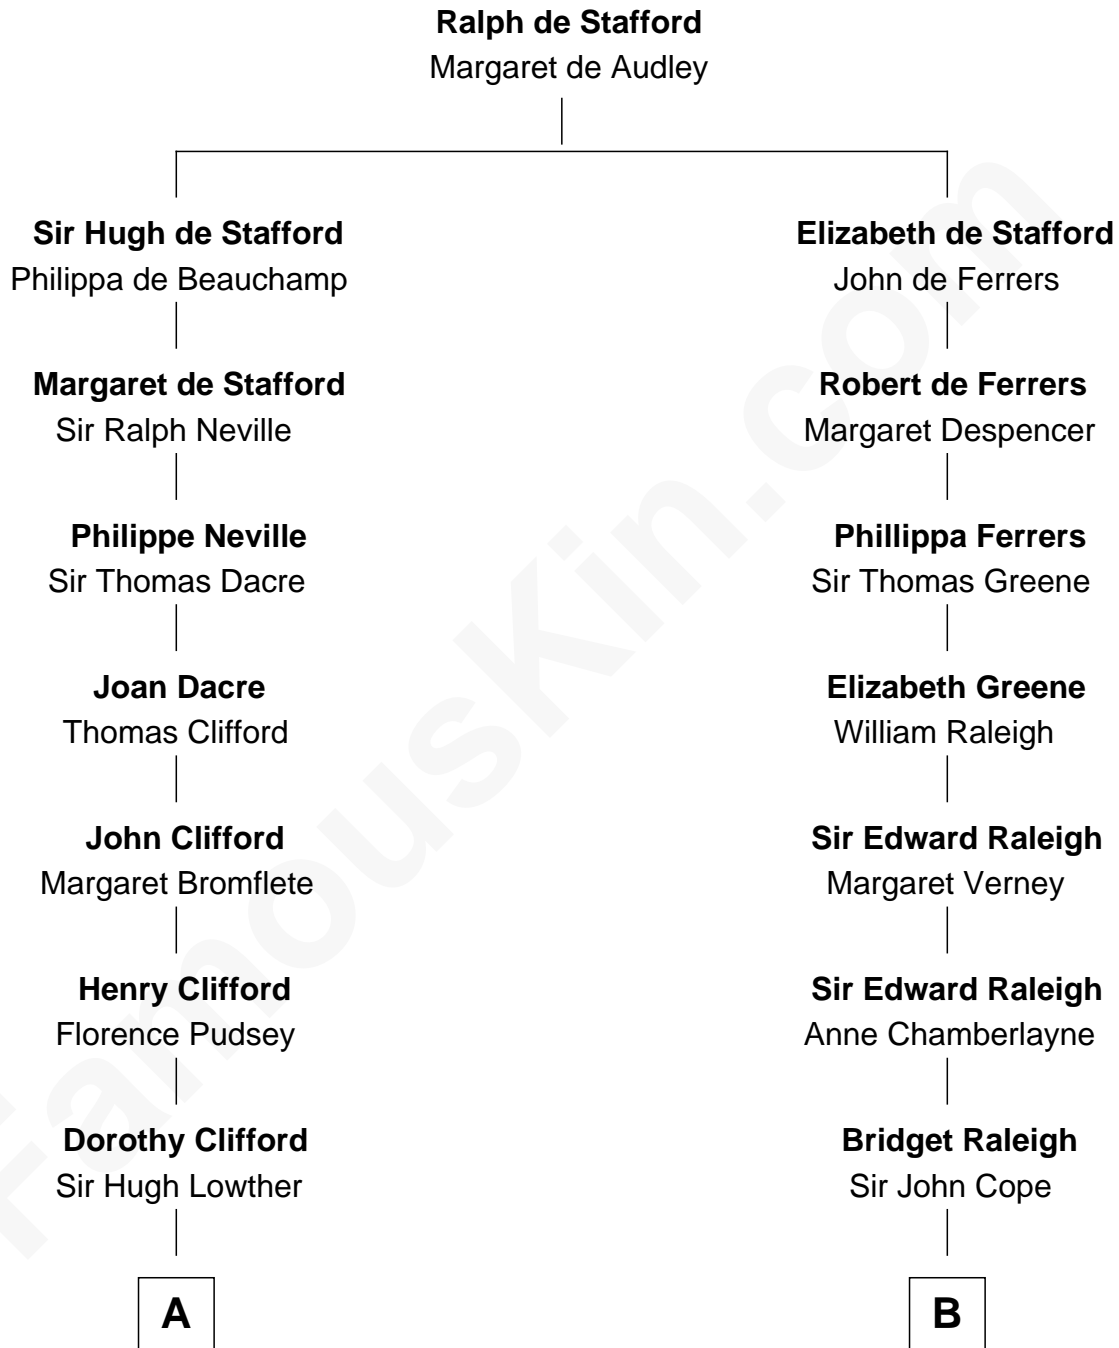 Ralph de Stafford
Margaret de Audley
Sir Hugh de Stafford
Philippa de Beauchamp
Elizabeth de Stafford
John de Ferrers
Margaret de Stafford
Sir Ralph Neville
Robert de Ferrers
Margaret Despencer
Philippe Neville
Sir Thomas Dacre
Phillippa Ferrers
Sir Thomas Greene
Joan Dacre
Thomas Clifford
Elizabeth Greene
William Raleigh
John Clifford
Margaret Bromflete
Sir Edward Raleigh
Margaret Verney
Henry Clifford
Florence Pudsey
Sir Edward Raleigh
Anne Chamberlayne
Dorothy Clifford
Sir Hugh Lowther
Bridget Raleigh
Sir John Cope
A
B
FamousKin.com